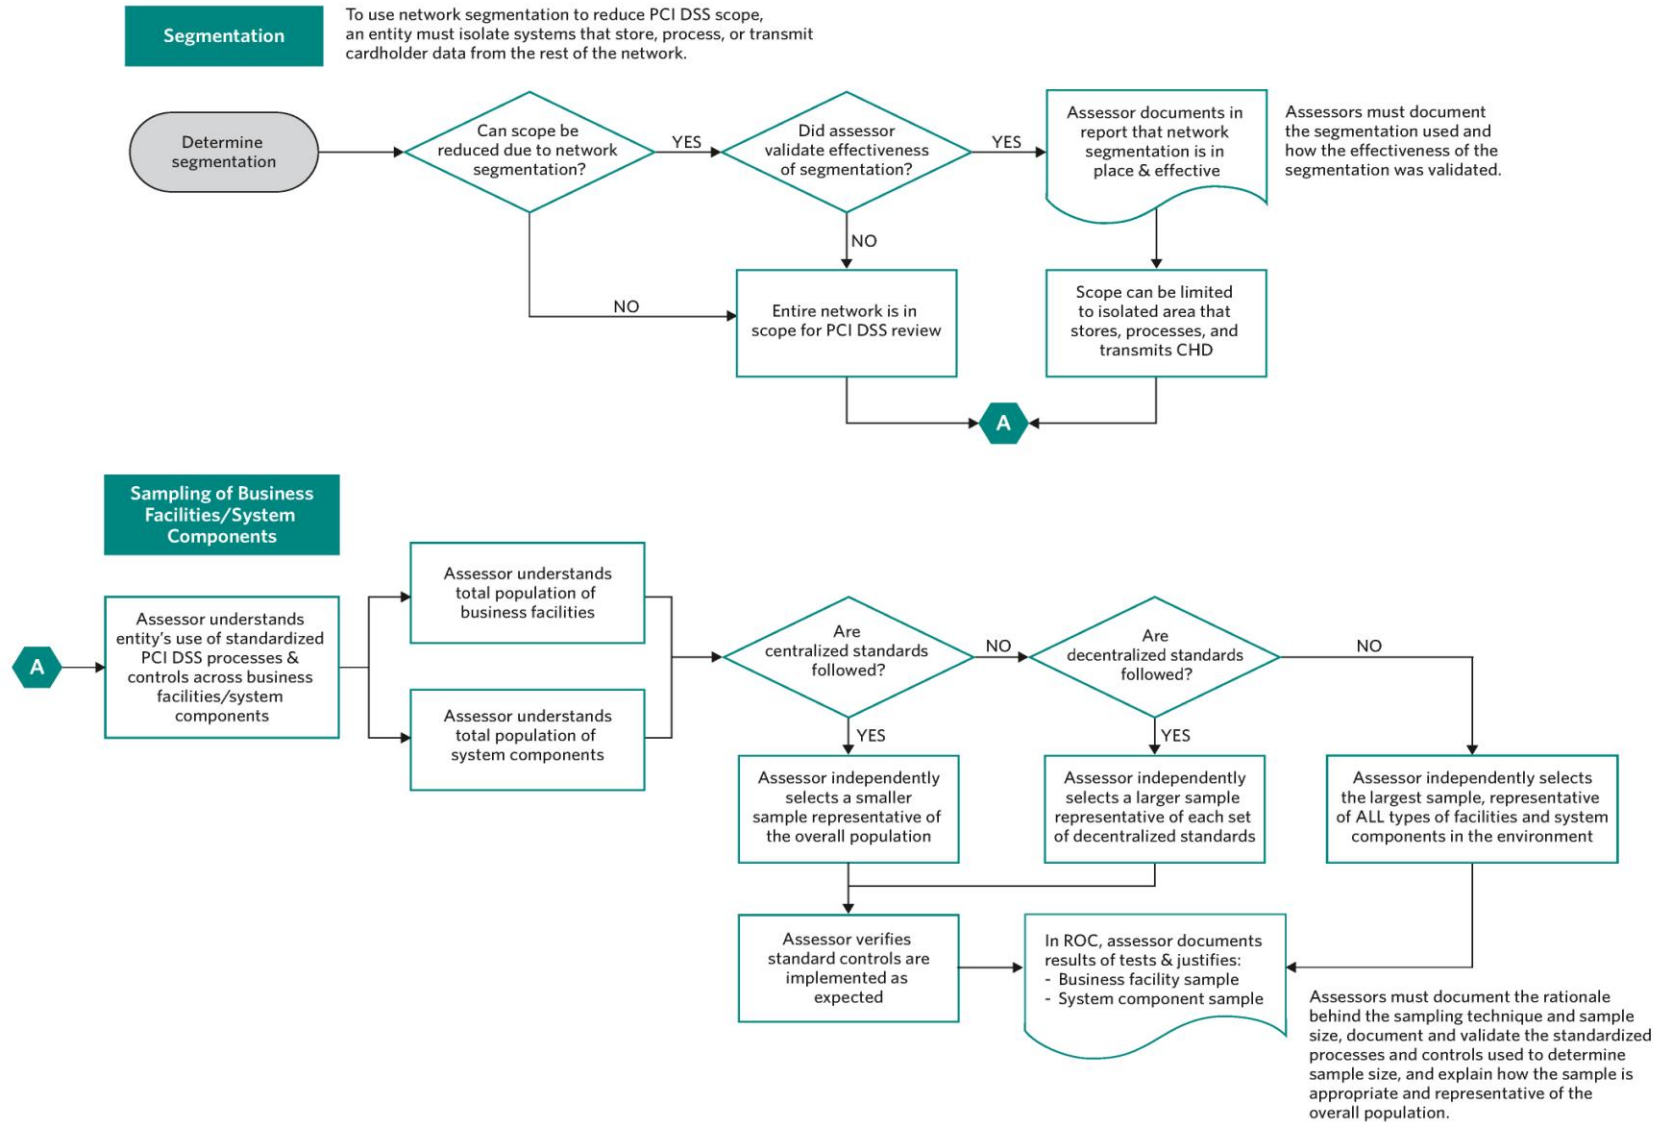 Segmentation
To use network segmentation to reduce PCI DSS scope,
an entity must isolate systems that store, process, or transmit
cardholder data from the rest of the network.
Determine
segmentation
Can scope be
reduced due to network
segmentation?
YES
Did assessor
validate effectiveness
of segmentation?
YES
Assessor documents in
report that network
segmentation is in
place & effective
Assessors must document
the segmentation used and
how the effectiveness of the
segmentation was validated.
NO
NO
Entire network is in
scope for PCI DSS review
Scope can be limited
to isolated area that
stores, processes, and
transmits CHD
A
Sampling of Business
Facilities/System
Components
A
Assessor understands
entity's use of standardized
PCI DSS processes &
controls across business
facilities/system
components
Assessor understands
total population of
business facilities
Assessor understands
total population of
system components
Are
centralized standards
followed?
NO
Are
decentralized standards
followed?
NO
YES
YES
Assessor independently
selects a smaller
sample representative of
the overall population
Assessor independently
selects a larger sample
representative of each set
of decentralized standards
Assessor independently selects
the largest sample, representative
of ALL types of facilities and system
components in the environment
Assessor verifies
standard controls are
implemented as
expected
In ROC, assessor documents
results of tests & justifies:
- Business facility sample
- System component sample
Assessors must document the rationale
behind the sampling technique and sample
size, document and validate the standardized
processes and controls used to determine
sample size, and explain how the sample is
appropriate and representative of the
overall population.